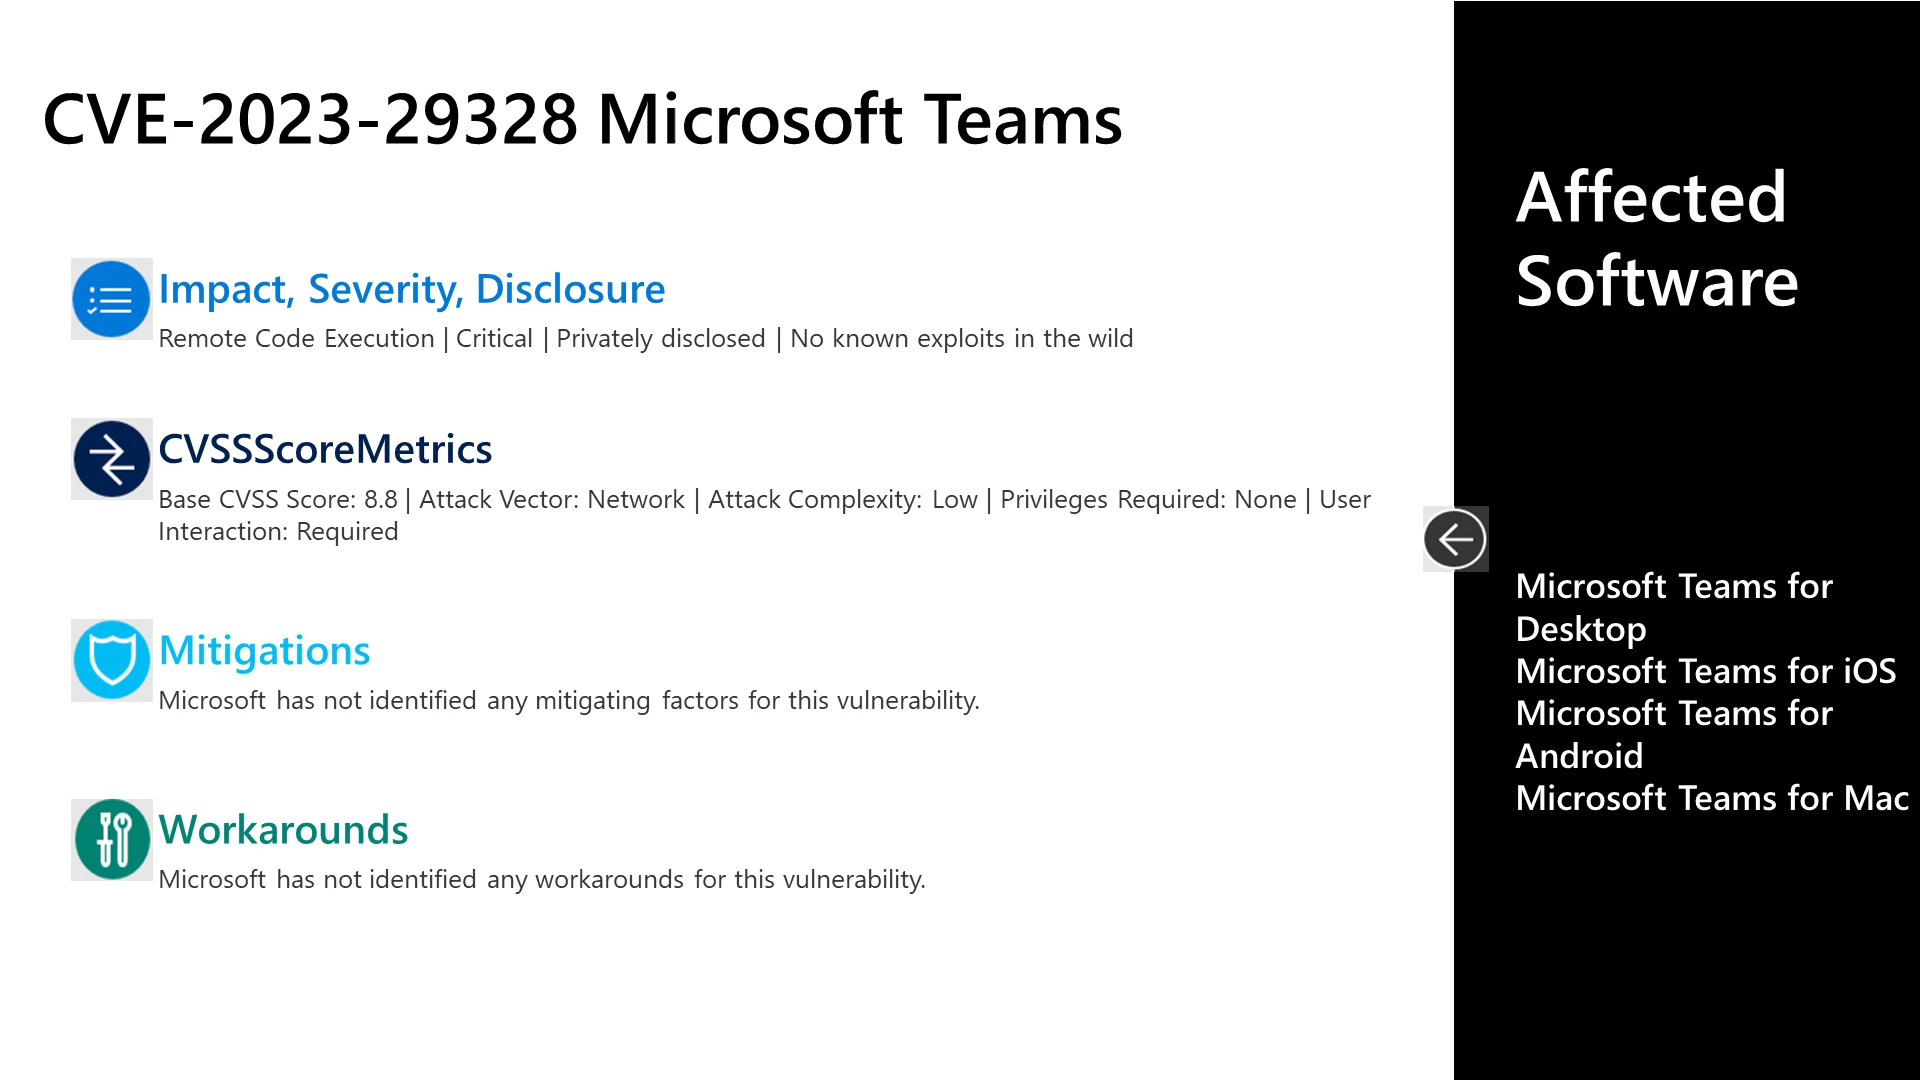 CVE-2023-29328 Microsoft Teams
Impact, Severity, Disclosure
Remote Code Execution | Critical | Privately disclosed | No known exploits in the wild
CVSSScoreMetrics
Base CVSS Score: 8.8 | Attack Vector: Network | Attack Complexity: Low | Privileges Required: None | User
Interaction: Required
Mitigations
Microsoft has not identified any mitigating factors for this vulnerability.
Workarounds
Microsoft has not identified any workarounds for this vulnerability.
Affected
Software
Microsoft Teams for
Desktop
Microsoft Teams for iOS
Microsoft Teams for
Android
Microsoft Teams for Mac